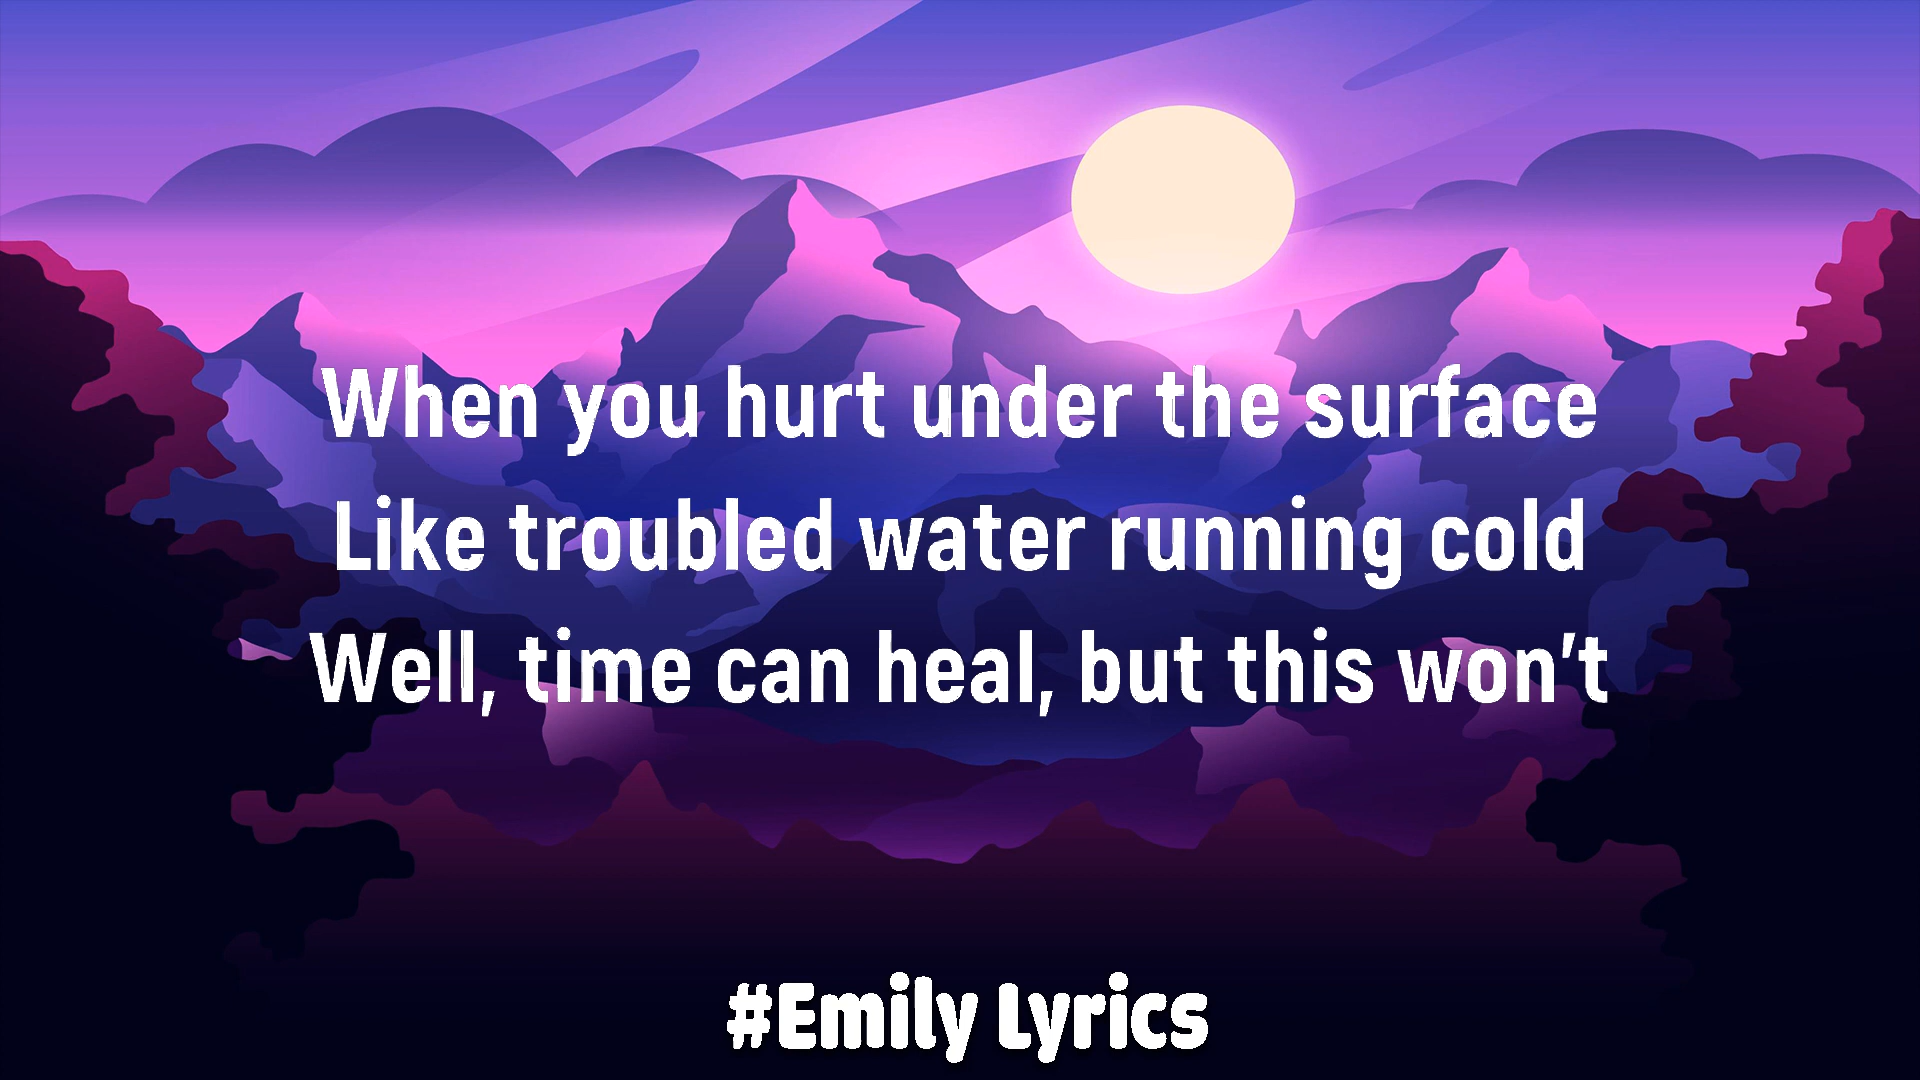 When you hurt under the surface
Like troubled water running cold
Well, time can heal, but this won’t
#Emily Lyrics